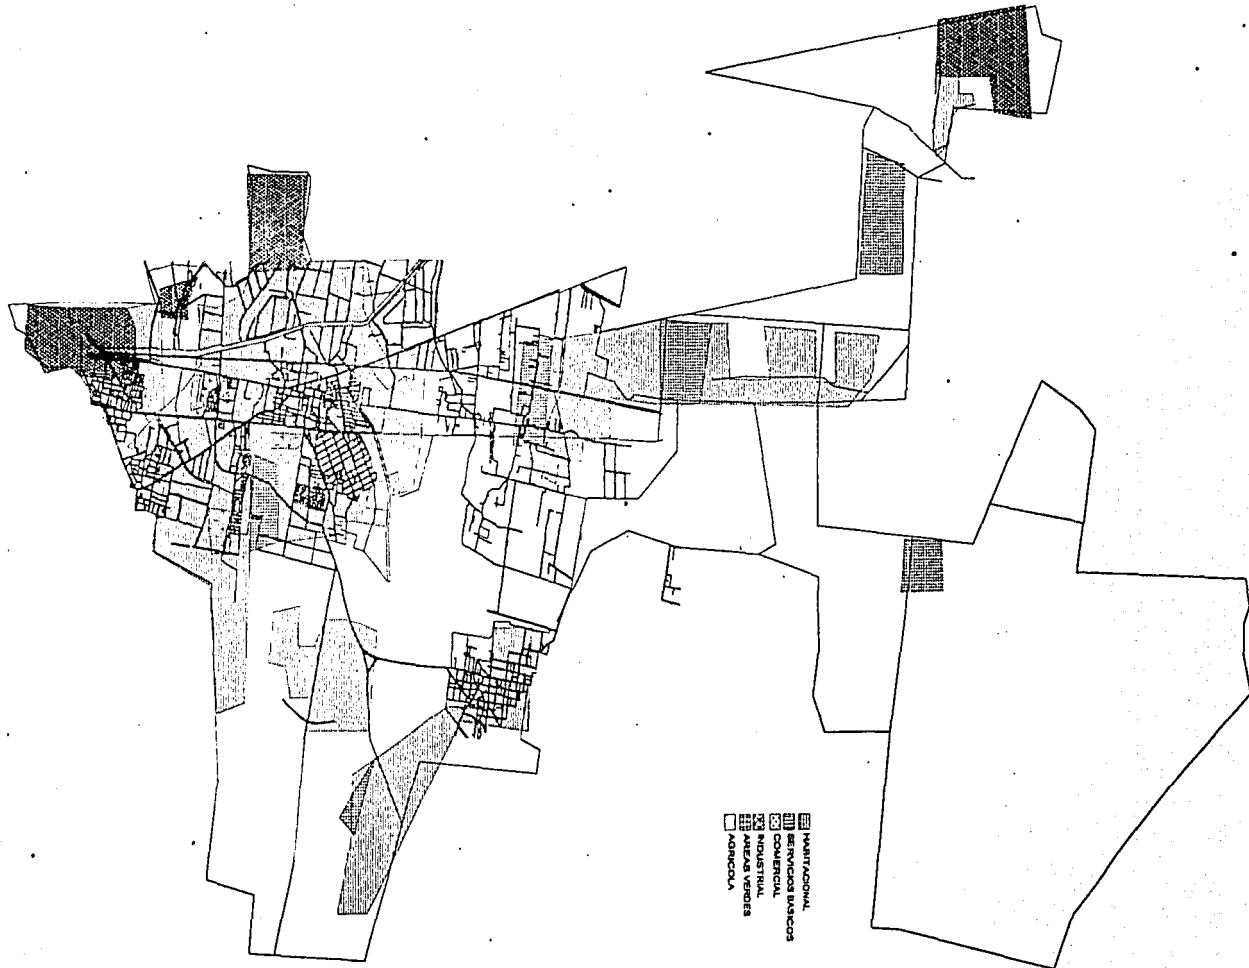 HABITACIONAL
SERVICIOS BASICOS
COMERCIAL
INDUSTRIAL
AREAS VERDES
AGRICOLA